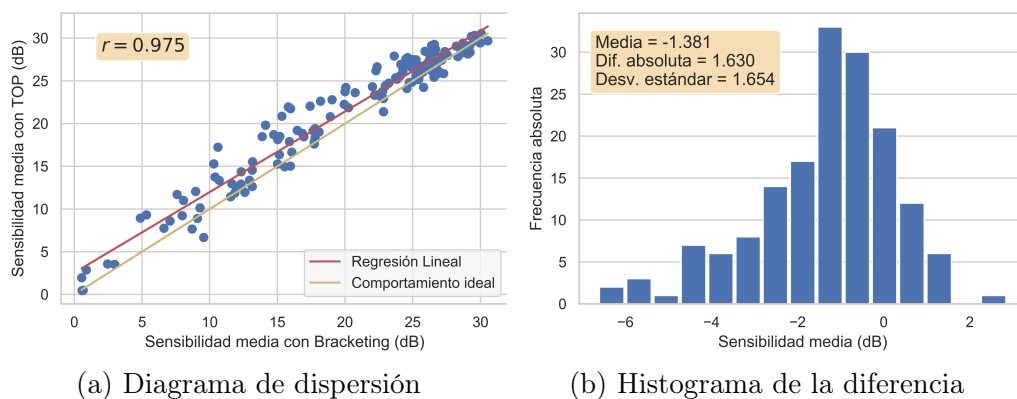 r = 0.975
Sensibilidad media con TOP (dB)
30
25
20
15
10
5
0
0 5 10 15 20 25 30
Sensibilidad media con Bracketing (dB)
Regresión Lineal
Comportamiento ideal
(a) Diagrama de dispersión
Media = -1.381
Dif. absoluta = 1.630
Desv. estándar = 1.654
Frecuencia absoluta
30
25
20
15
10
5
0
−6 −4 −2 0 2
Sensibilidad media (dB)
(b) Histograma de la diferencia